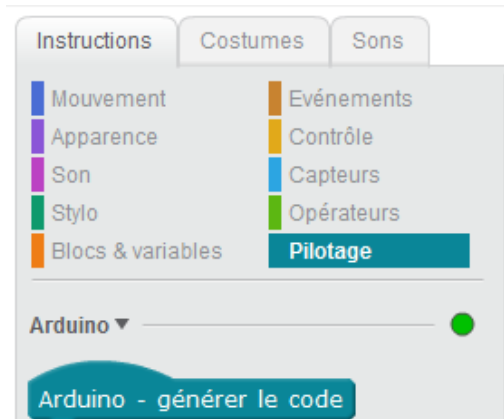 Instructions Costumes Sons
Mouvement Evénements
Apparence Contrôle
Son Capteurs
Stylo Opérateurs
Blocs & variables Pilotage
Arduino
Arduino - générer le code